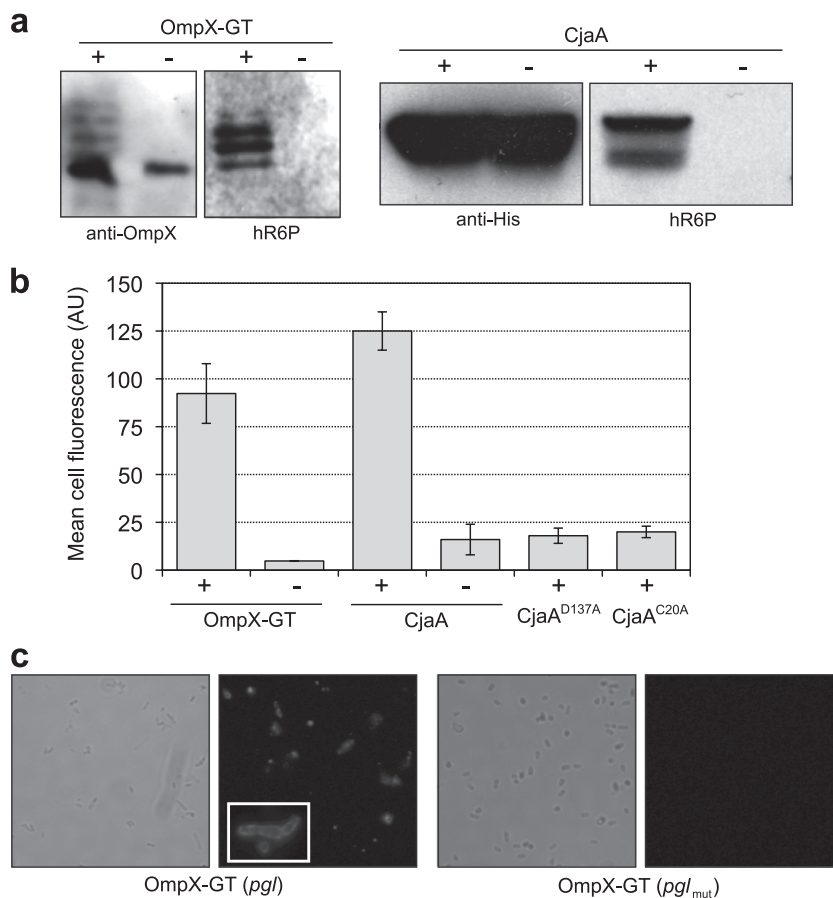 a
OmpX-GT
+ - + -
anti-OmpX hR6P
CjaA
+ - + -
anti-His hR6P
b
Mean cell fluorescence (AU)
150
125
100
75
50
25
0
+ - + - + +
OmpX-GT CjaA CjaA^D137A CjaA^C20A
c
OmpX-GT (pgl) OmpX-GT (pgl_mut)